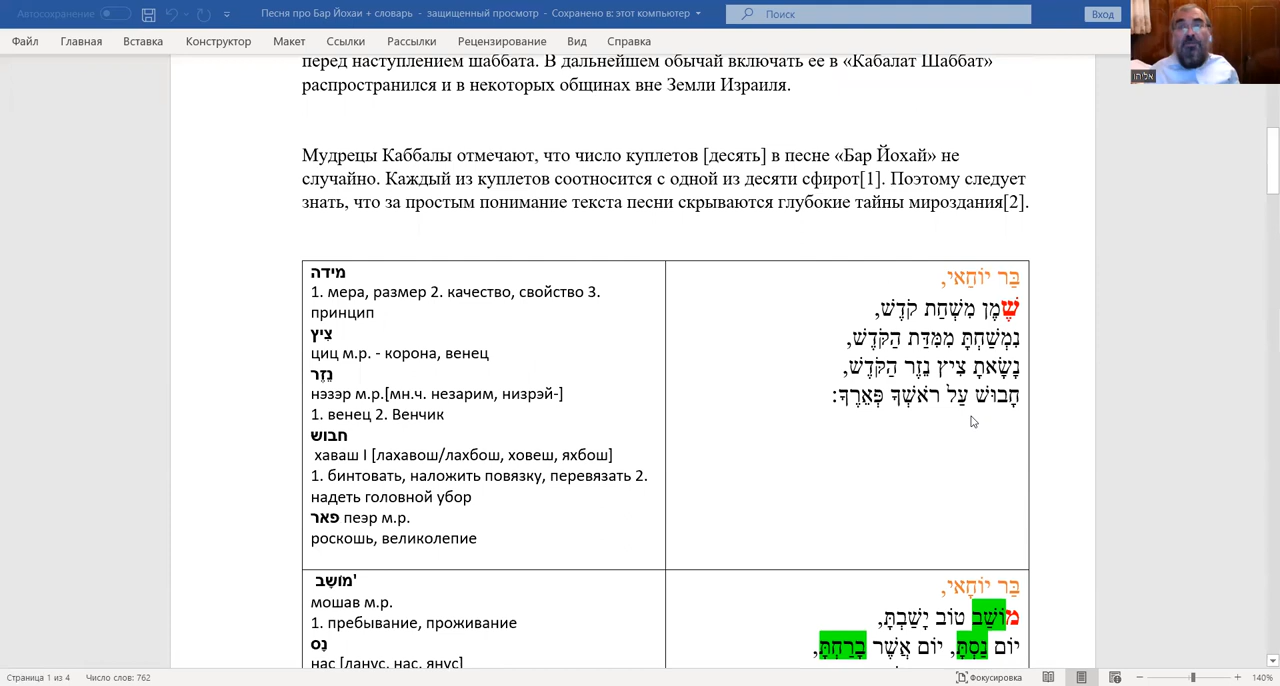 Автосохранение
Песня про Бар Йохаи + словарь - защищенный просмотр - Сохранено в: этот компьютер
Поиск
Вход
Файл Главная Вставка Конструктор Макет Ссылки Рассылки Рецензирование Вид Справка
אליהו
перед наступлением шаббата. В дальнейшем обычай включать ее в «Кабалат Шаббат»
распространился и в некоторых общинах вне Земли Израиля.
Мудрецы Каббалы отмечают, что число куплетов [десять] в песне «Бар Йохай» не
случайно. Каждый из куплетов соотносится с одной из десяти сфирот[1]. Поэтому следует
знать, что за простым понимание текста песни скрываются глубокие тайны мироздания[2].
מידה
1. мера, размер 2. качество, свойство 3.
принцип
צִיץ
циц м.р. - корона, венец
נֵזֶר
нэзэр м.р.[мн.ч. незарим, низрэй-]
1. венец 2. Венчик
חבוש
хаваш I [лахавош/лахбош, ховеш, яхбош]
1. бинтовать, наложить повязку, перевязать 2.
надеть головной убор
פאר пеэр м.р.
роскошь, великолепие
בַּר יוֹחַאי,
שֶׁמֶן מִשְׁחַת קֹדֶשׁ,
נִמְשַׁחְתָּ מִמִּדַּת הַקֹּדֶשׁ,
נָשָׂאתָ צִיץ נֵזֶר הַקֹּדֶשׁ,
חָבוּשׁ עַל רֹאשְׁךָ פְּאֵרֶךָ:
מוֹשָב'
мошав м.р.
1. пребывание, проживание
נָס
нас [ланус, нас, янус]
בַּר יוֹחָאי,
מוֹשַׁב טוֹב יָשַׁבְתָּ,
יוֹם נַסְתָּ, יוֹם אֲשֶׁר בָּרַחְתָּ,
Страница 1 из 4 Число слов: 762 Фокусировка 140%